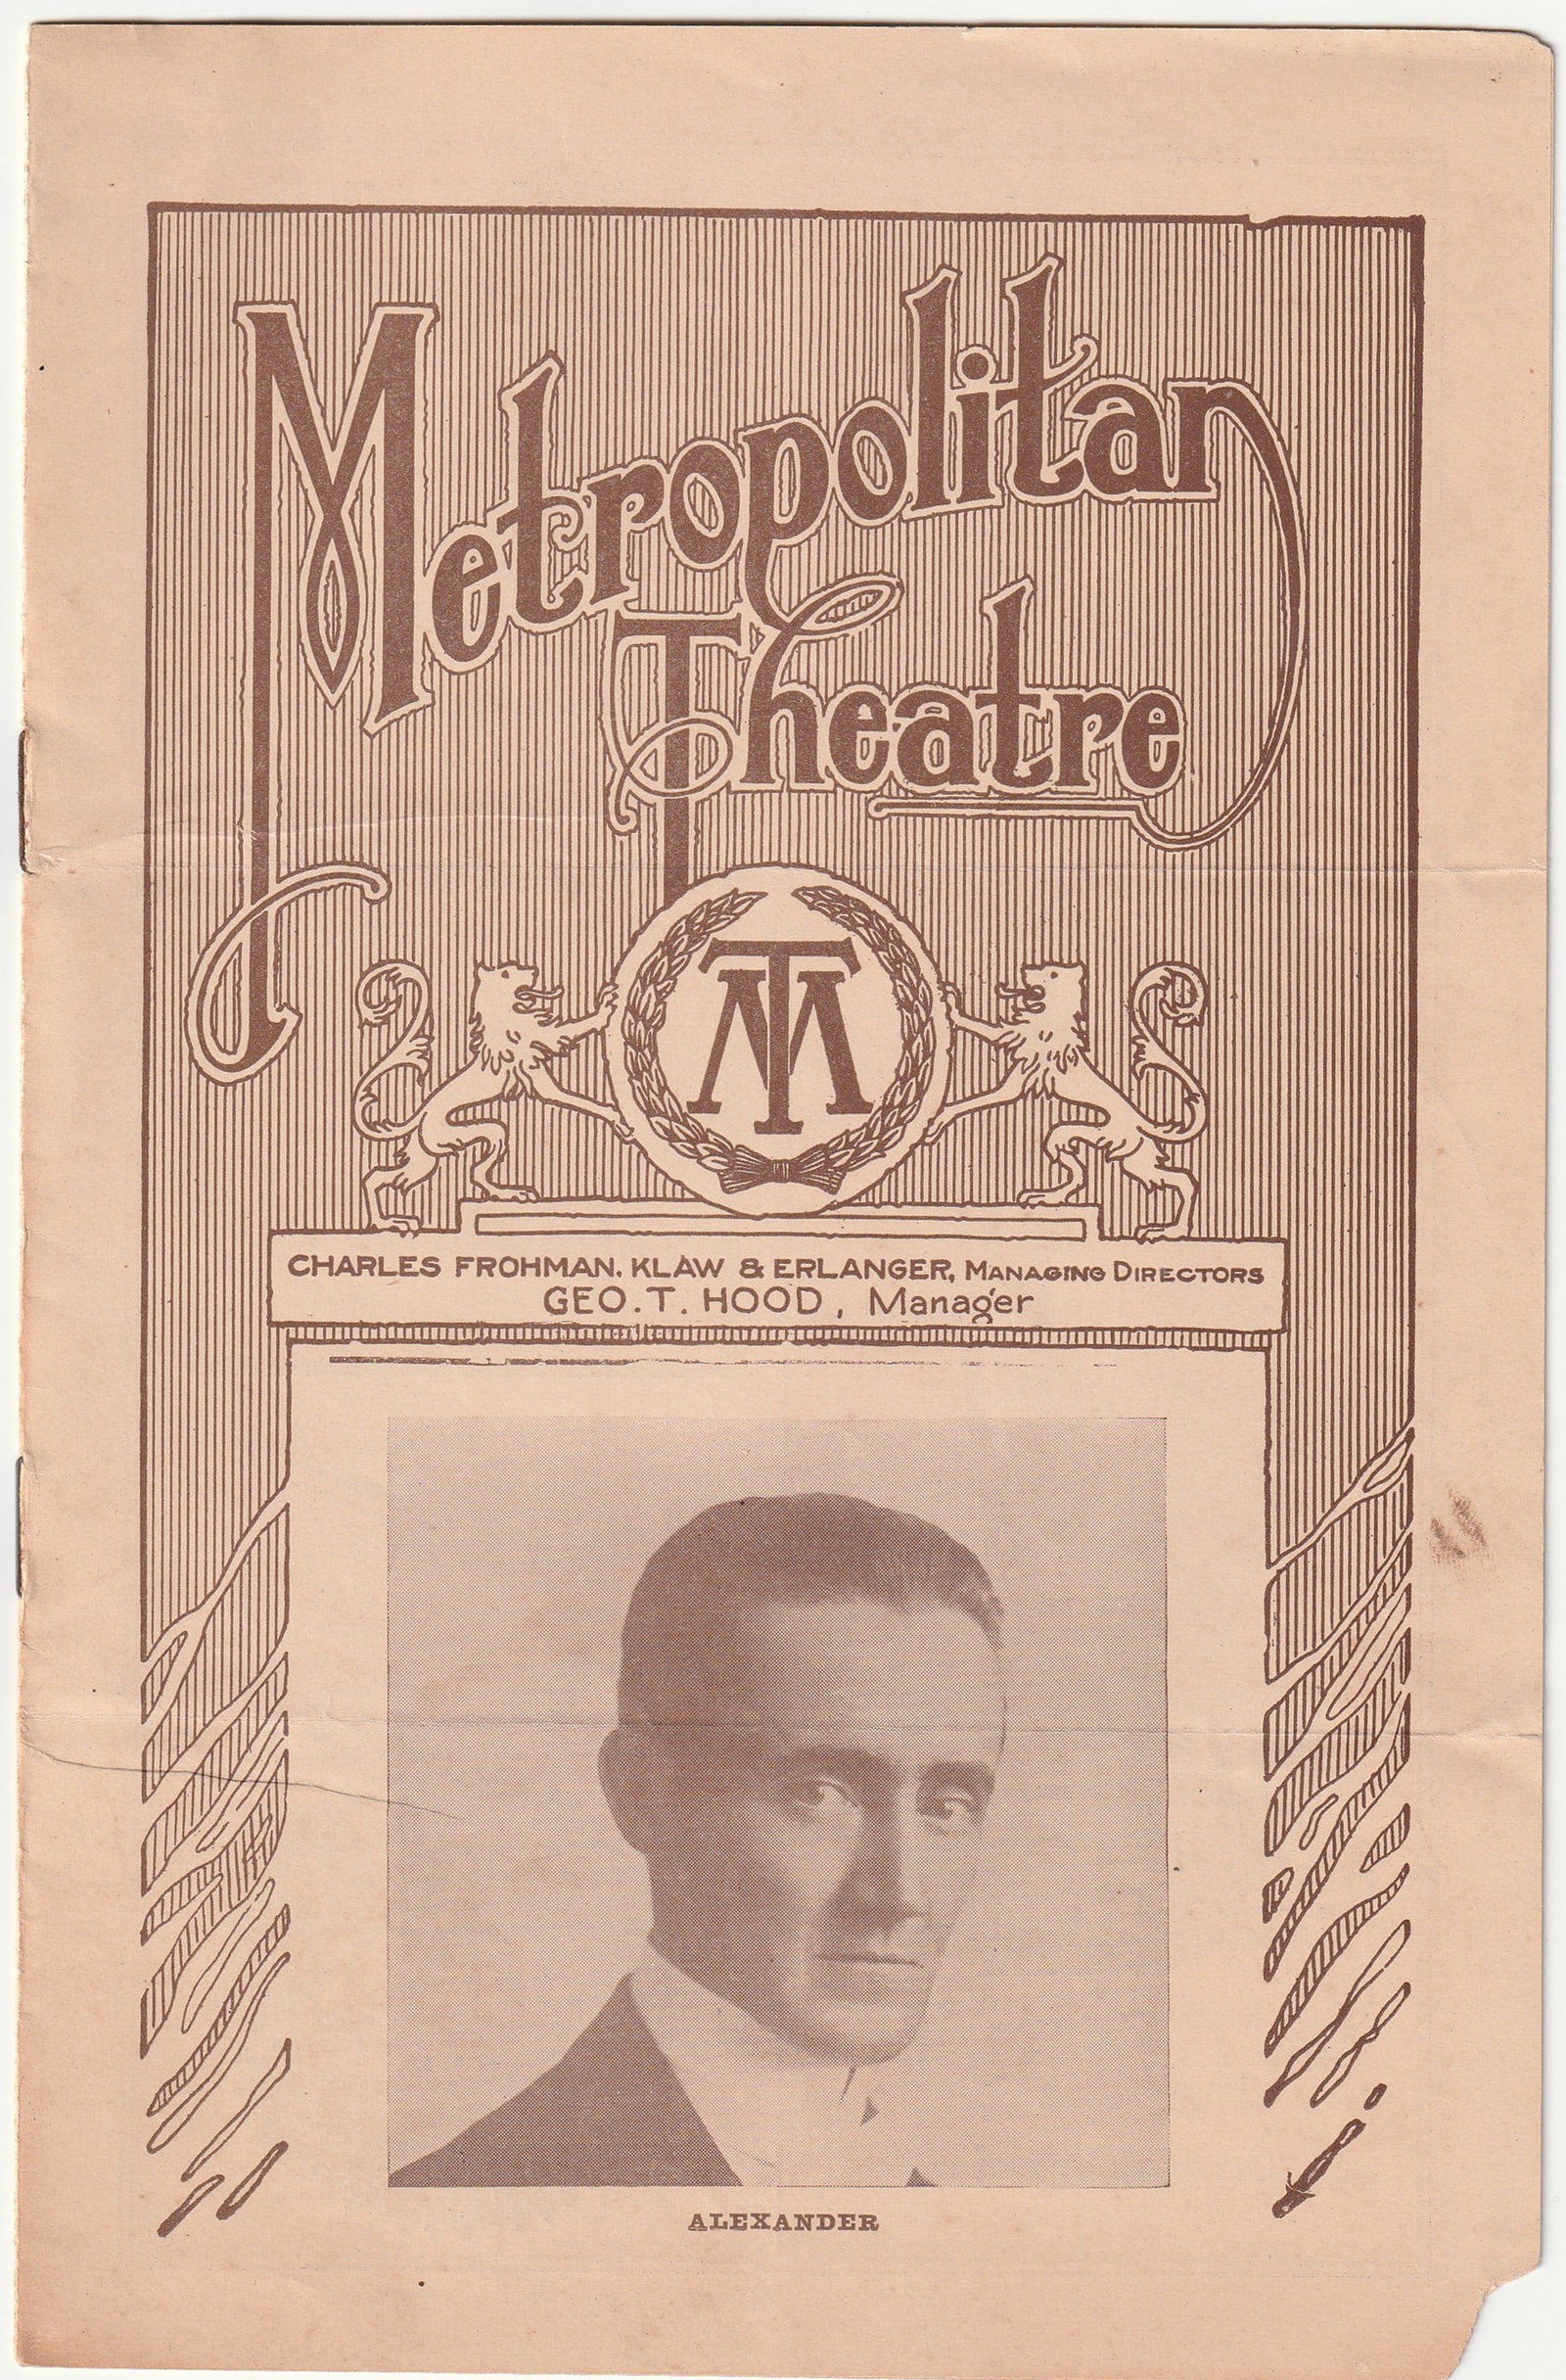 Metropolitan
Theatre
MT
CHARLES FROHMAN. KLAW & ERLANGER, MANAGING DIRECTORS
GEO. T. HOOD, Manager
ALEXANDER